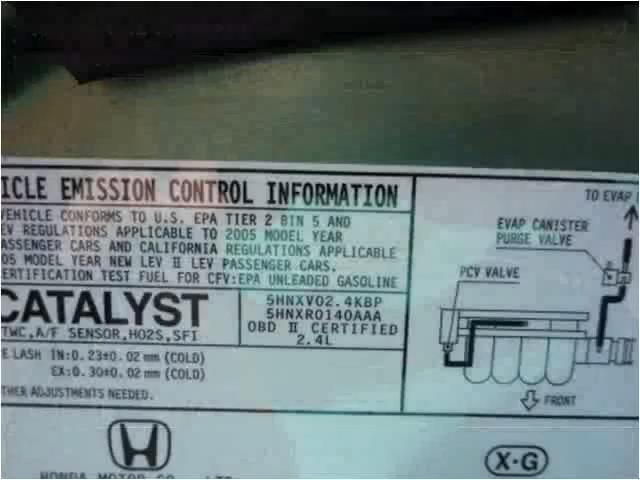 ICLE EMISSION CONTROL INFORMATION
VEHICLE CONFORMS TO U.S. EPA TIER 2 BIN 5 AND
EV REGULATIONS APPLICABLE TO 2005 MODEL YEAR
ASSENGER CARS AND CALIFORNIA REGULATIONS APPLICABLE
05 MODEL YEAR NEW LEV II LEV PASSENGER CARS.
ERTIFICATION TEST FUEL FOR CFV:EPA UNLEADED GASOLINE
CATALYST
TWC,A/F SENSOR,HO2S,SFI
5HNXV02.4KBP
5HNXR0140AAA
OBD II CERTIFIED
2.4L
E LASH IN:0.23±0.02 mm (COLD)
EX:0.30±0.02 mm (COLD)
THER ADJUSTMENTS NEEDED.
TO EVAP
EVAP CANISTER
PURGE VALVE
PCV VALVE
FRONT
HONDA MOTOR CO., LTD.
X·G